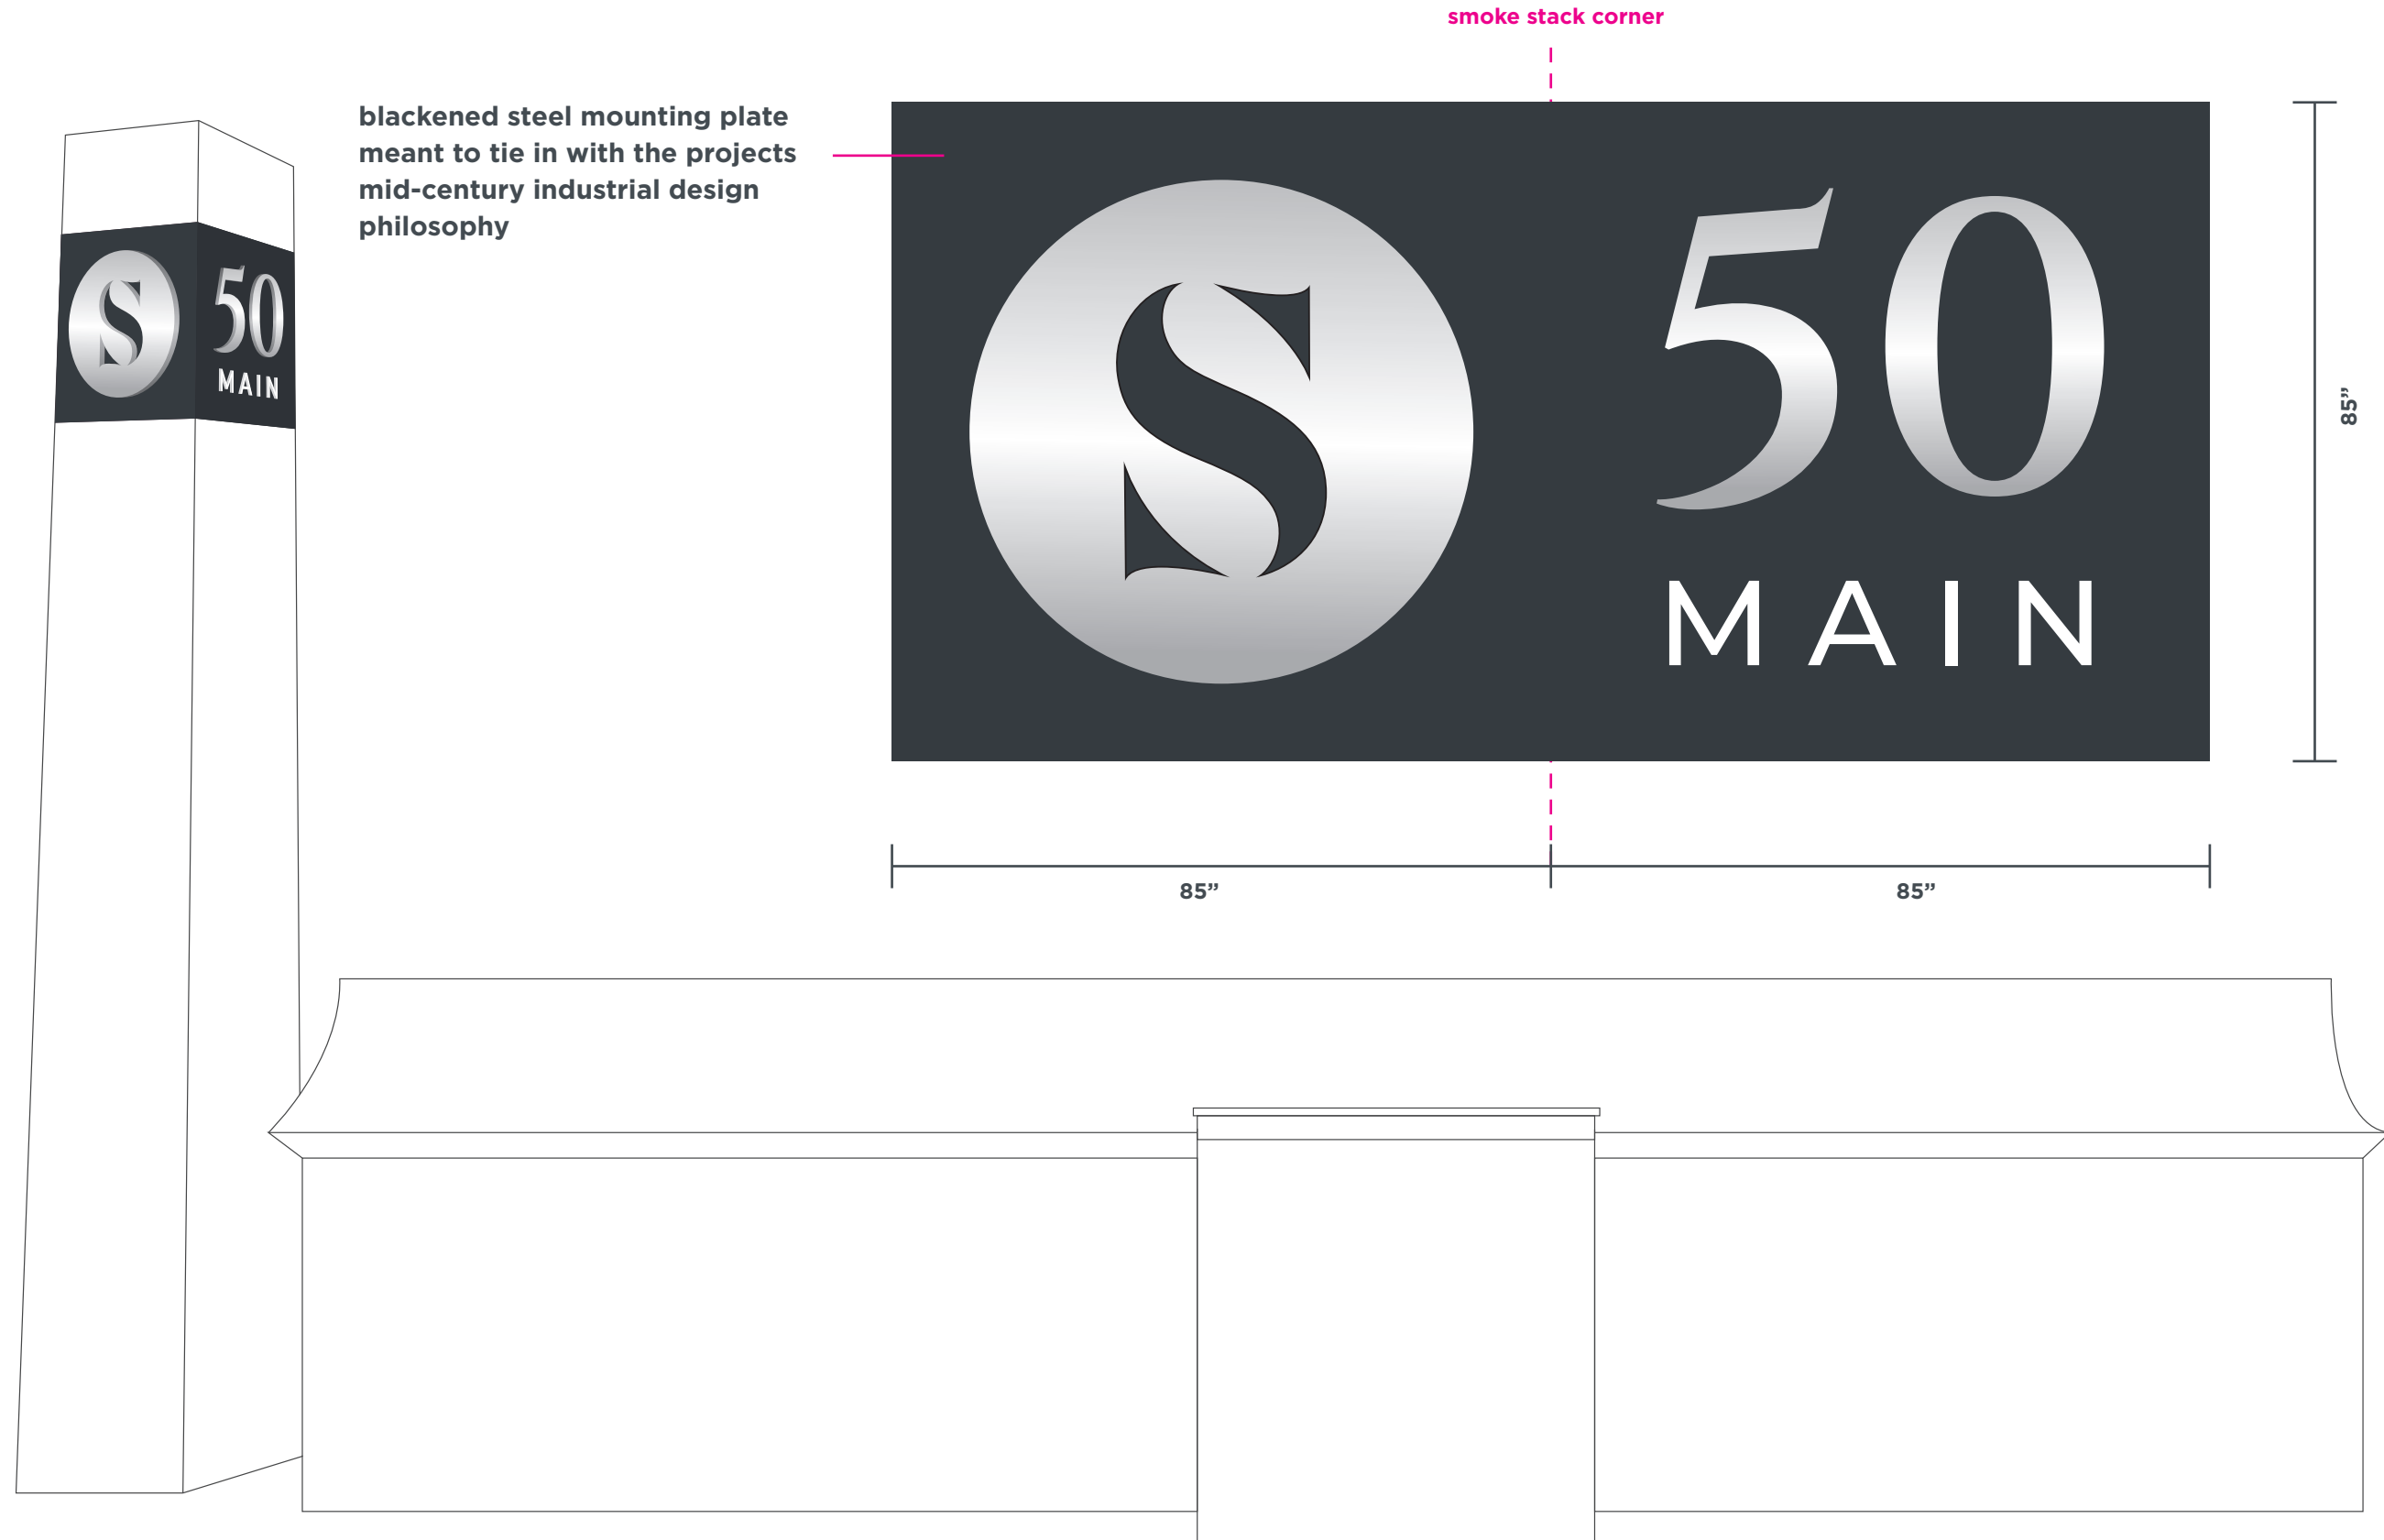 smoke stack corner
blackened steel mounting plate
meant to tie in with the projects
mid-century industrial design
philosophy
S
50
MAIN
S
50
MAIN
85”
85”
85”